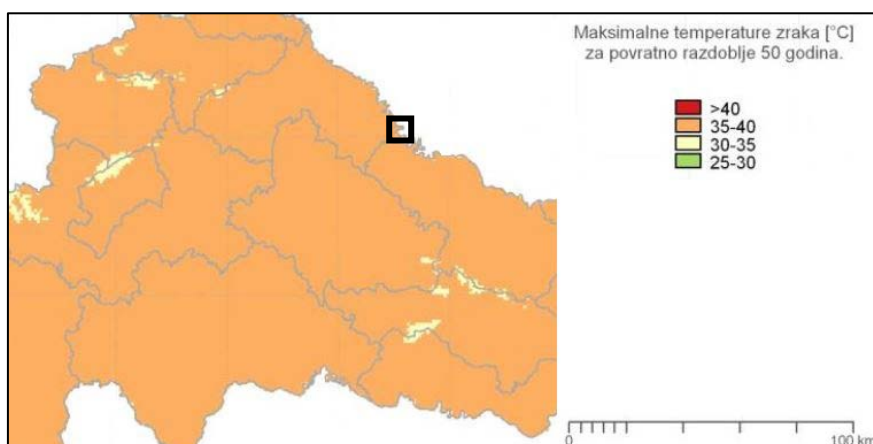 Maksimalne temperature zraka [°C]
za povratno razdoblje 50 godina.
>40
35-40
30-35
25-30
0 100 km